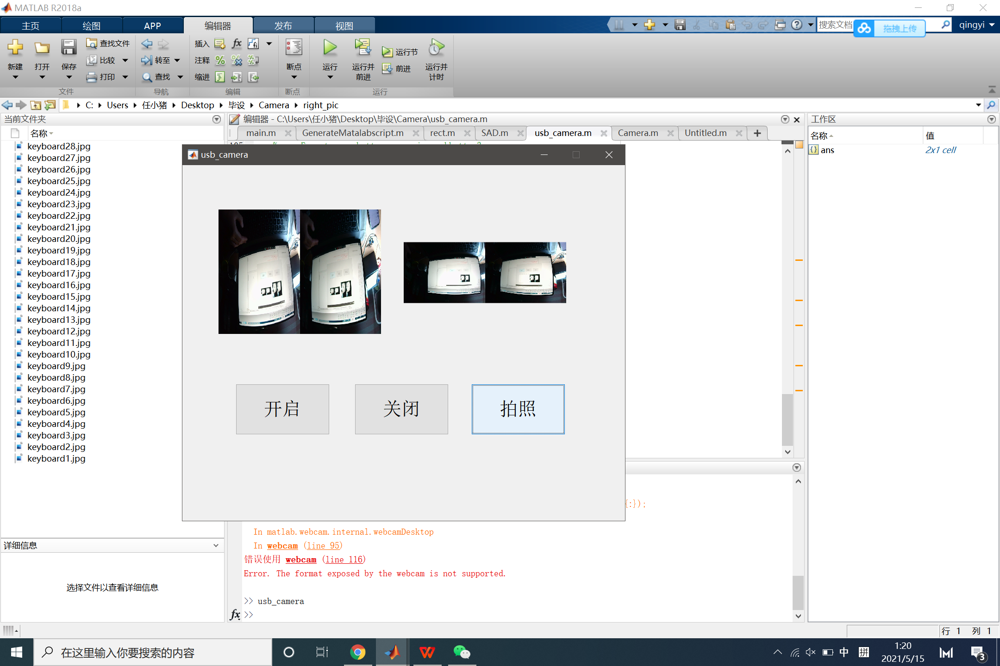 MATLAB R2018a
主页 绘图 APP 编辑器 发布 视图
搜索文档 拖拽上传 qingyi
新建 打开 保存 查找文件 比较 打印 转至 查找 插入 注释 缩进 断点 运行 运行并前进 运行节 前进 运行并计时
文件 导航 编辑 断点 运行
C: Users 任小猪 Desktop 毕设 Camera right_pic
当前文件夹
名称
keyboard28.jpg
keyboard27.jpg
keyboard26.jpg
keyboard25.jpg
keyboard24.jpg
keyboard23.jpg
keyboard22.jpg
keyboard21.jpg
keyboard20.jpg
keyboard19.jpg
keyboard18.jpg
keyboard17.jpg
keyboard16.jpg
keyboard15.jpg
keyboard14.jpg
keyboard13.jpg
keyboard12.jpg
keyboard11.jpg
keyboard10.jpg
keyboard9.jpg
keyboard8.jpg
keyboard7.jpg
keyboard6.jpg
keyboard5.jpg
keyboard4.jpg
keyboard3.jpg
keyboard2.jpg
keyboard1.jpg
详细信息
选择文件以查看详细信息
编辑器 - C:\Users\任小猪\Desktop\毕设\Camera\usb_camera.m
main.m GenerateMatalabscript.m rect.m SAD.m usb_camera.m Camera.m Untitled.m
usb_camera
开启 关闭 拍照
{:});
In matlab.webcam.internal.webcamDesktop
In webcam (line 95)
错误使用 webcam (line 116)
Error. The format exposed by the webcam is not supported.
>> usb_camera
fx >>
工作区
名称 值
ans 2x1 cell
行 1 列 1
在这里输入你要搜索的内容
中 拼
1:20
2021/5/15
3